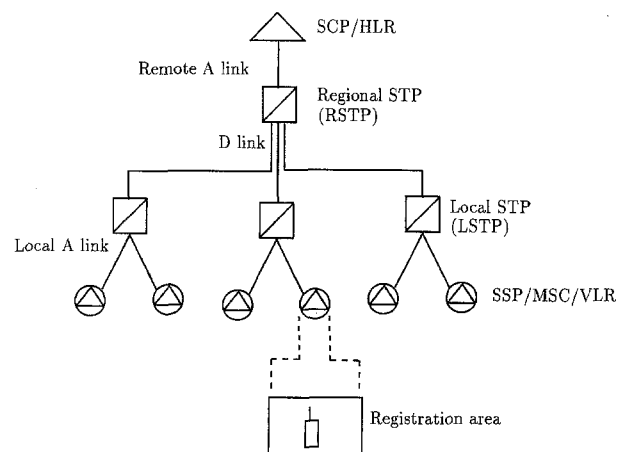 SCP/HLR
Remote A link
Regional STP
(RSTP)
D link
Local STP
(LSTP)
Local A link
SSP/MSC/VLR
Registration area